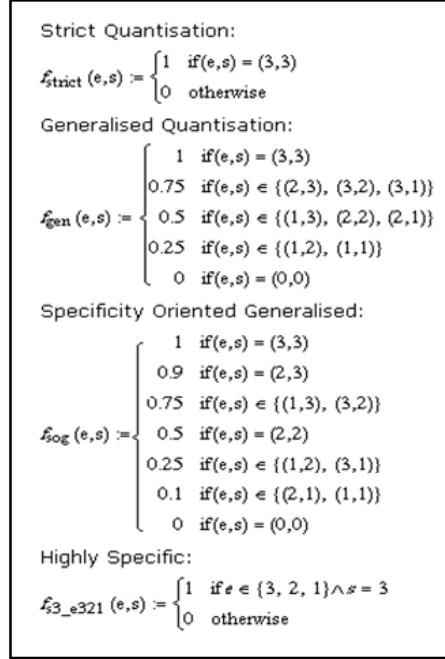 Strict Quantisation:
f_strict (e,s) := { 1 if(e,s) = (3,3)
0 otherwise
Generalised Quantisation:
f_gen (e,s) := { 1 if(e,s) = (3,3)
0.75 if(e,s) ∈ {(2,3), (3,2), (3,1)}
0.5 if(e,s) ∈ {(1,3), (2,2), (2,1)}
0.25 if(e,s) ∈ {(1,2), (1,1)}
0 if(e,s) = (0,0)
Specificity Oriented Generalised:
f_sog (e,s) := { 1 if(e,s) = (3,3)
0.9 if(e,s) = (2,3)
0.75 if(e,s) ∈ {(1,3), (3,2)}
0.5 if(e,s) = (2,2)
0.25 if(e,s) ∈ {(1,2), (3,1)}
0.1 if(e,s) ∈ {(2,1), (1,1)}
0 if(e,s) = (0,0)
Highly Specific:
f_s3_e321 (e,s) := { 1 if e ∈ {3, 2, 1}∧s = 3
0 otherwise